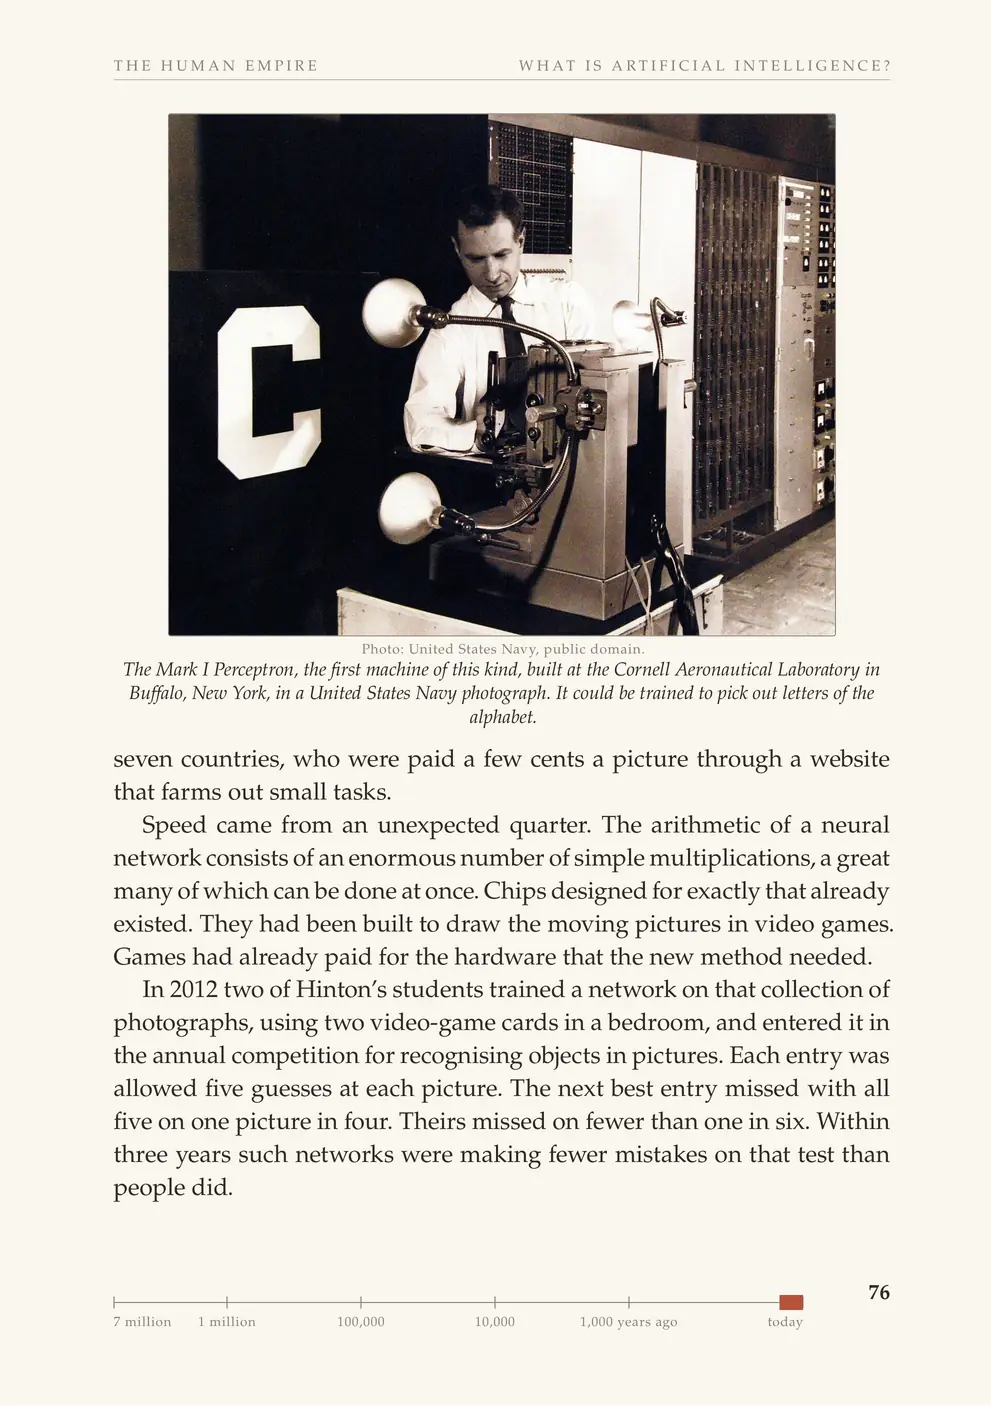 THE HUMAN EMPIRE
WHAT IS ARTIFICIAL INTELLIGENCE?
C
Photo: United States Navy, public domain.
The Mark I Perceptron, the first machine of this kind, built at the Cornell Aeronautical Laboratory in
Buffalo, New York, in a United States Navy photograph. It could be trained to pick out letters of the
alphabet.
seven countries, who were paid a few cents a picture through a website
that farms out small tasks.
Speed came from an unexpected quarter. The arithmetic of a neural
network consists of an enormous number of simple multiplications, a great
many of which can be done at once. Chips designed for exactly that already
existed. They had been built to draw the moving pictures in video games.
Games had already paid for the hardware that the new method needed.
In 2012 two of Hinton’s students trained a network on that collection of
photographs, using two video-game cards in a bedroom, and entered it in
the annual competition for recognising objects in pictures. Each entry was
allowed five guesses at each picture. The next best entry missed with all
five on one picture in four. Theirs missed on fewer than one in six. Within
three years such networks were making fewer mistakes on that test than
people did.
76
7 million 1 million 100,000 10,000 1,000 years ago today